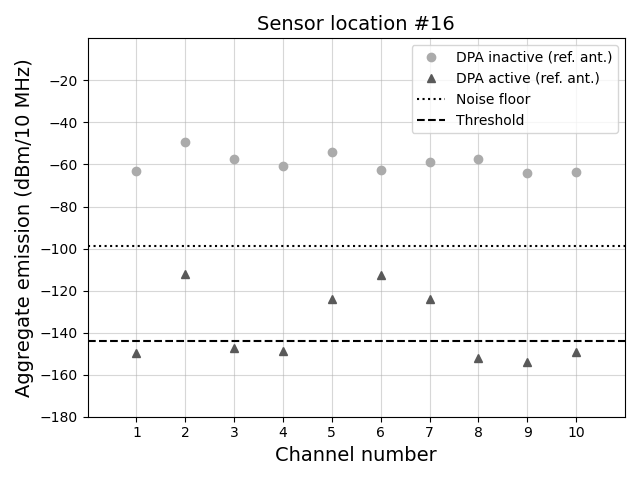 Sensor location #16
DPA inactive (ref. ant.)
DPA active (ref. ant.)
Noise floor
Threshold
Aggregate emission (dBm/10 MHz)
−20
−40
−60
−80
−100
−120
−140
−160
−180
1 2 3 4 5 6 7 8 9 10
Channel number